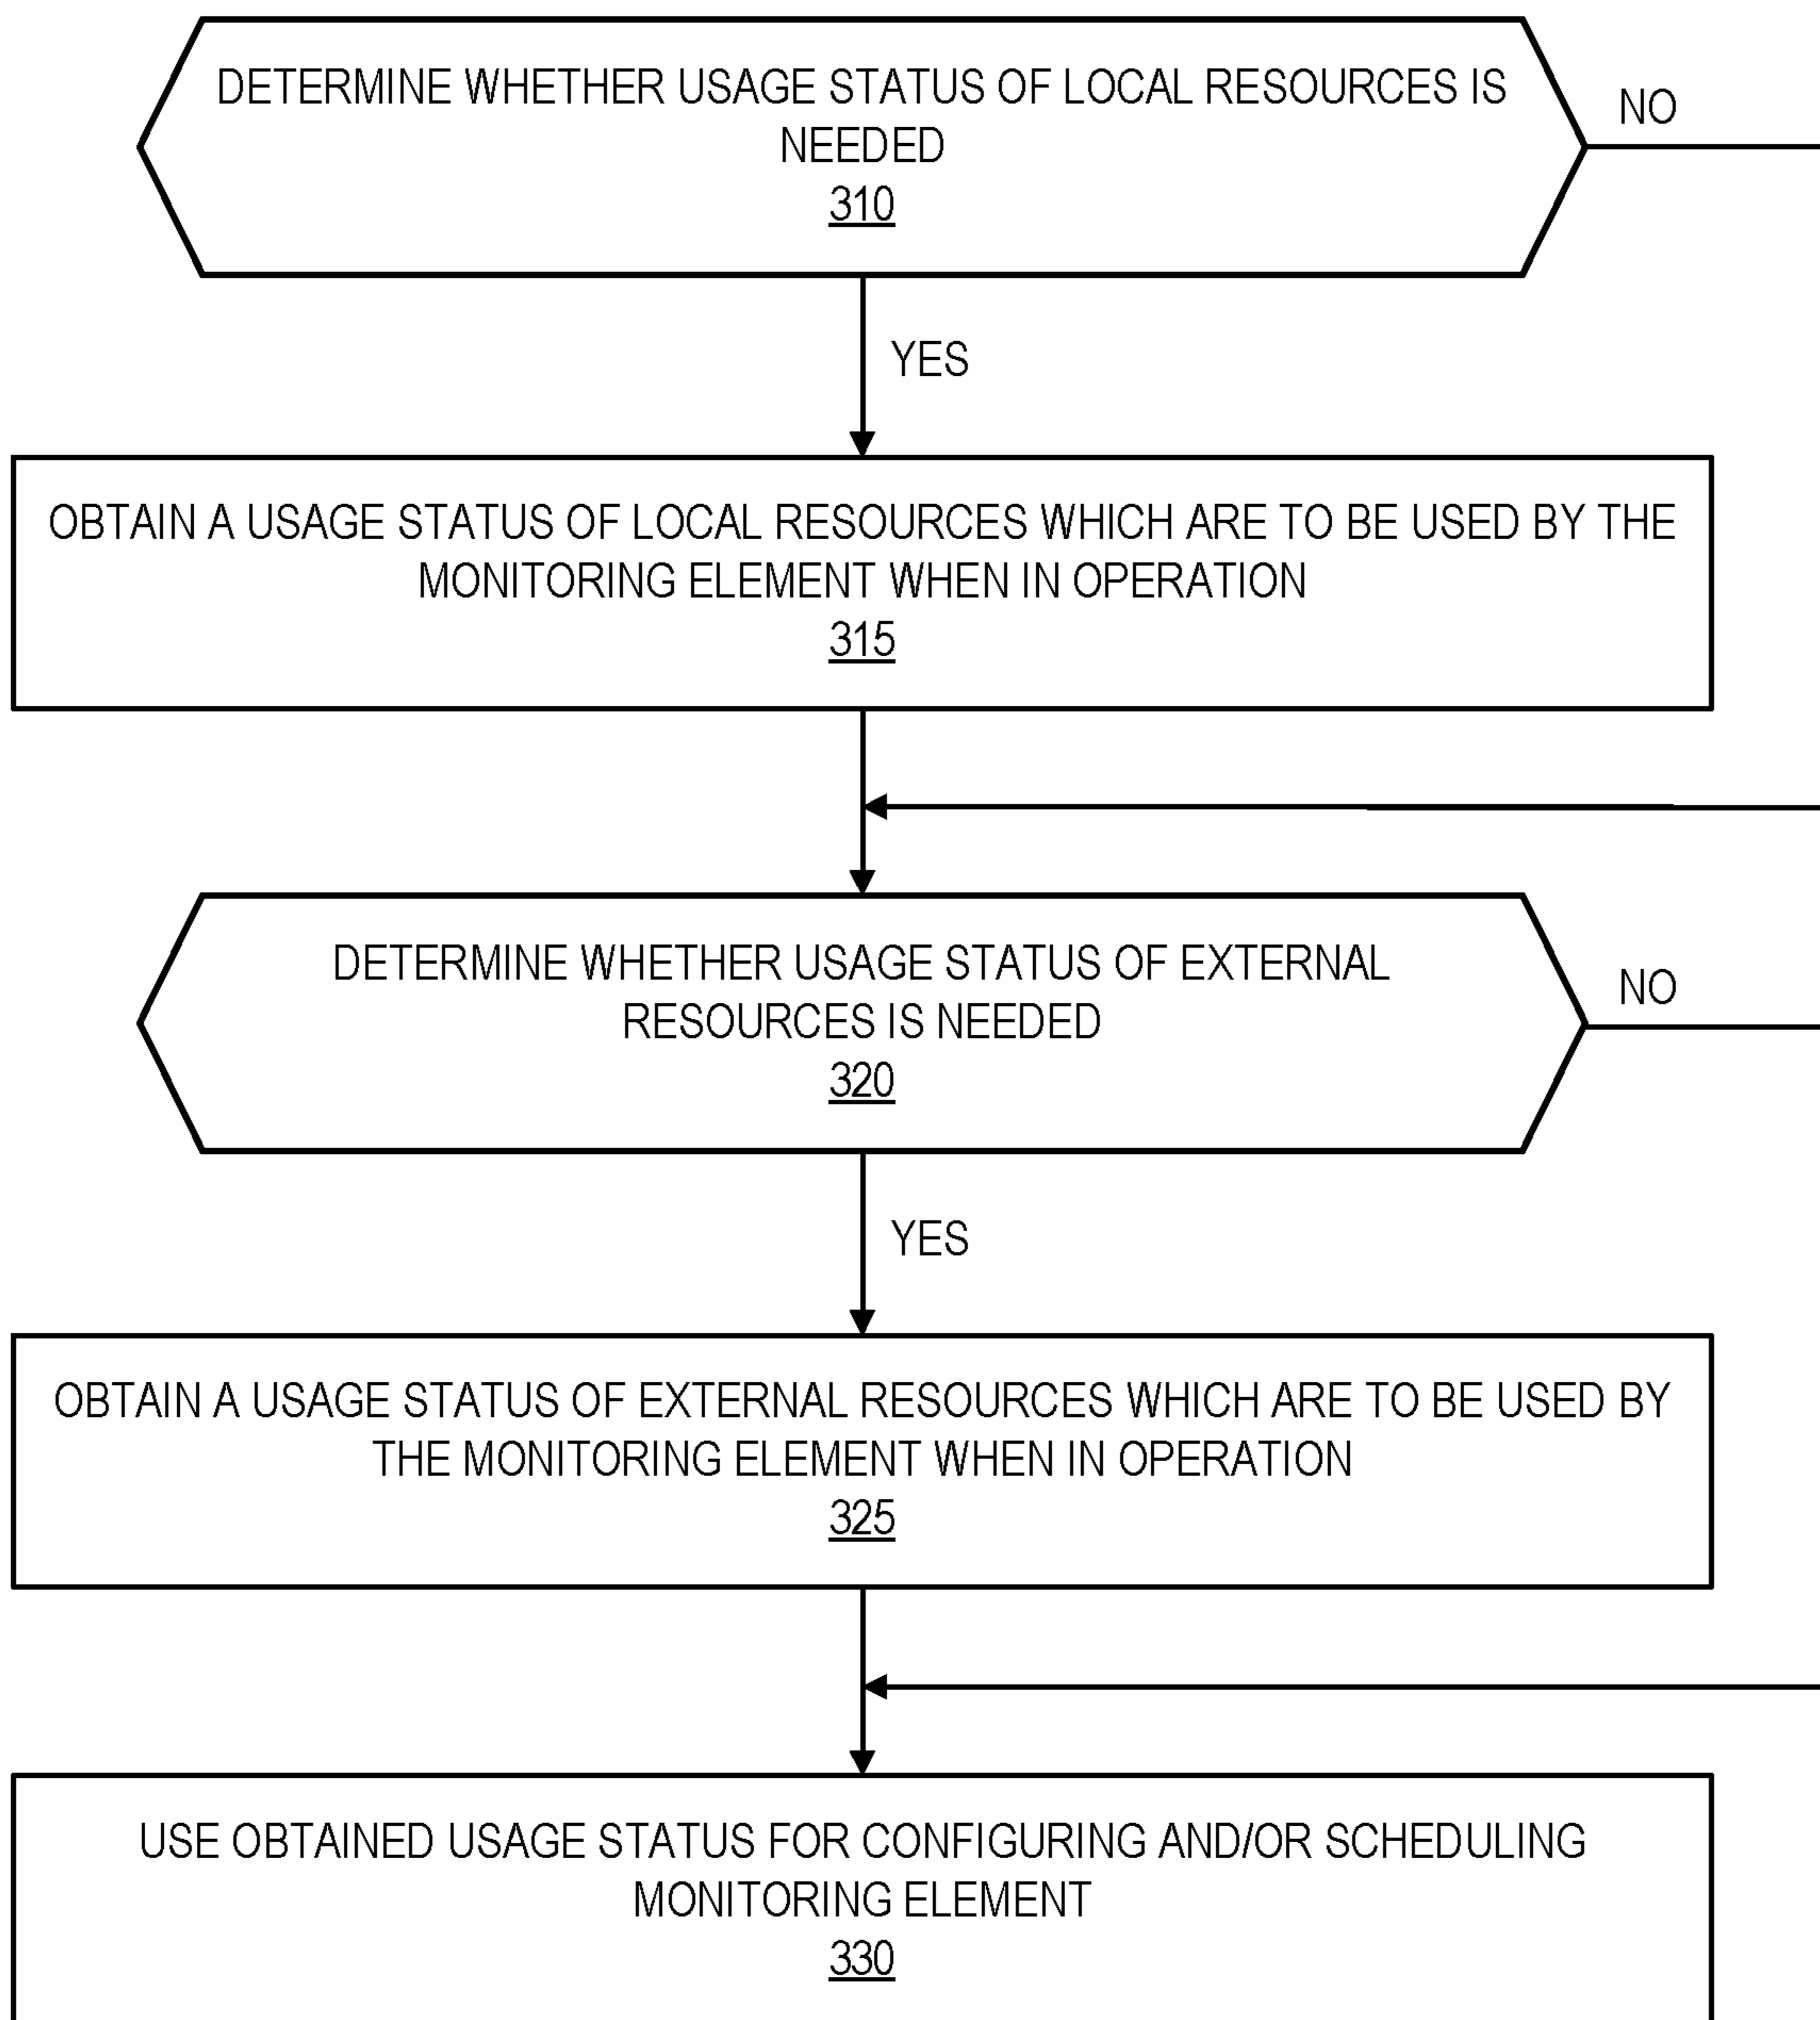 DETERMINE WHETHER USAGE STATUS OF LOCAL RESOURCES IS
NEEDED
310
NO
YES
OBTAIN A USAGE STATUS OF LOCAL RESOURCES WHICH ARE TO BE USED BY THE
MONITORING ELEMENT WHEN IN OPERATION
315
DETERMINE WHETHER USAGE STATUS OF EXTERNAL
RESOURCES IS NEEDED
320
NO
YES
OBTAIN A USAGE STATUS OF EXTERNAL RESOURCES WHICH ARE TO BE USED BY
THE MONITORING ELEMENT WHEN IN OPERATION
325
USE OBTAINED USAGE STATUS FOR CONFIGURING AND/OR SCHEDULING
MONITORING ELEMENT
330